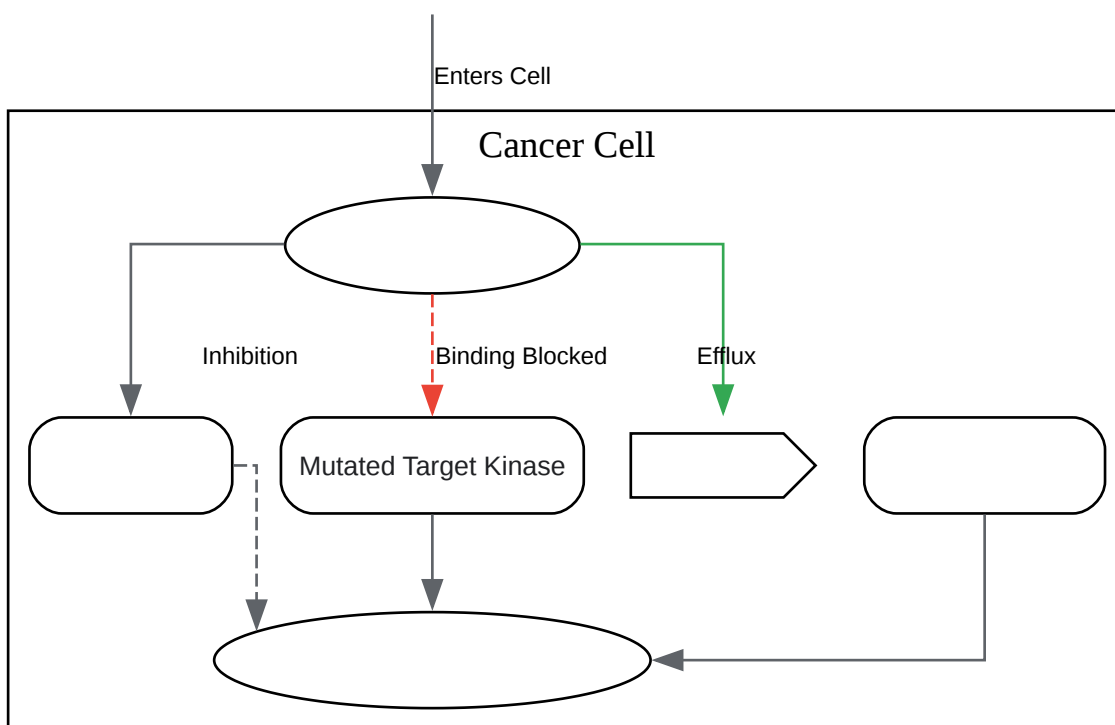 Enters Cell
Cancer Cell
Inhibition
Binding Blocked
Efflux
Mutated Target Kinase